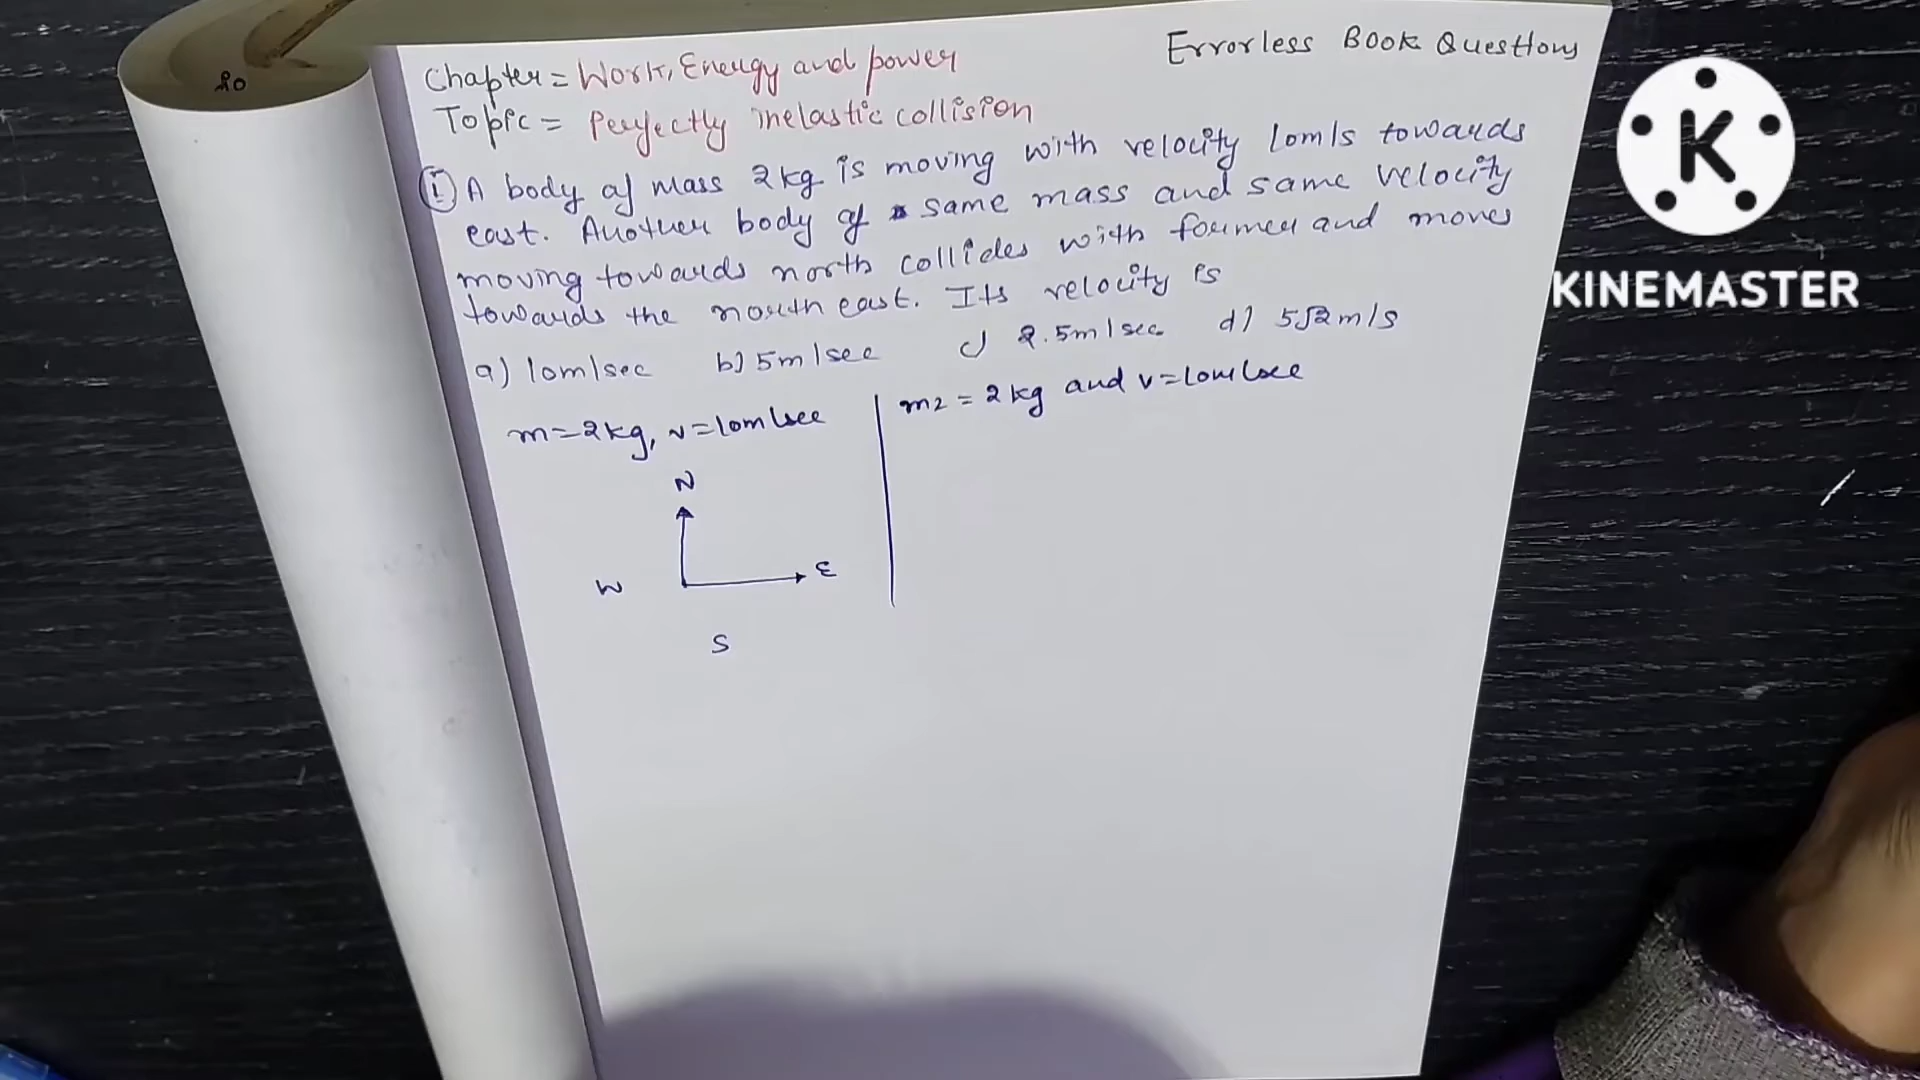 20
Errorless Book Questions
Chapter = Work, Energy and power
Topic = Perfectly inelastic collision
① A body of mass 2kg is moving with velocity 10m/s towards
east. Another body of same mass and same velocity
moving towards north collides with former and moves
towards the north east. Its velocity is
a) 10m/sec b) 5m/sec c) 2.5m/sec d) 5√2m/s
m=2kg, v=10m/sec
m2 = 2kg and v=10m/sec
N
W E
S
K
KINEMASTER